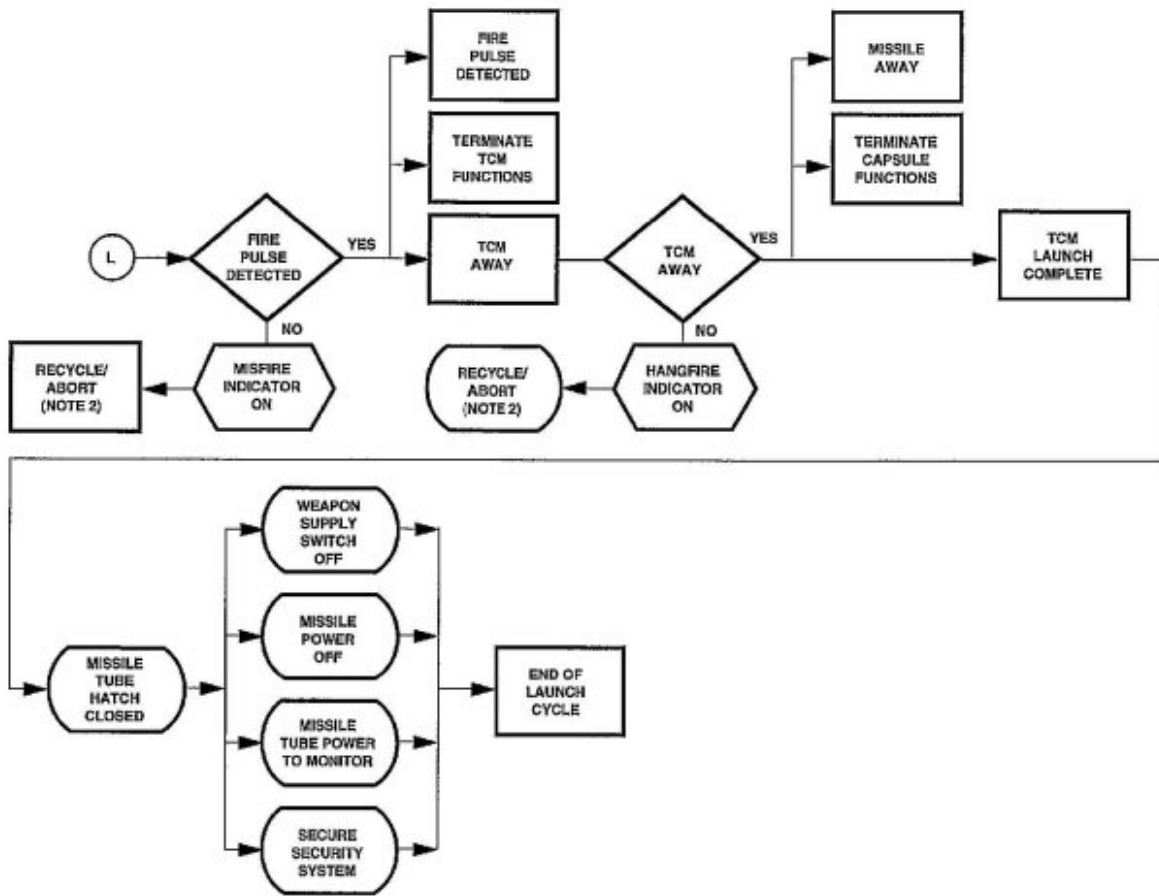 FIRE
PULSE
DETECTED
MISSILE
AWAY
TERMINATE
TCM
FUNCTIONS
TERMINATE
CAPSULE
FUNCTIONS
L
FIRE
PULSE
DETECTED
YES
TCM
AWAY
TCM
AWAY
YES
TCM
LAUNCH
COMPLETE
NO
NO
RECYCLE/
ABORT
(NOTE 2)
MISFIRE
INDICATOR
ON
RECYCLE/
ABORT
(NOTE 2)
HANGFIRE
INDICATOR
ON
WEAPON
SUPPLY
SWITCH
OFF
MISSILE
POWER
OFF
MISSILE
TUBE
HATCH
CLOSED
END OF
LAUNCH
CYCLE
MISSILE
TUBE POWER
TO MONITOR
SECURE
SECURITY
SYSTEM